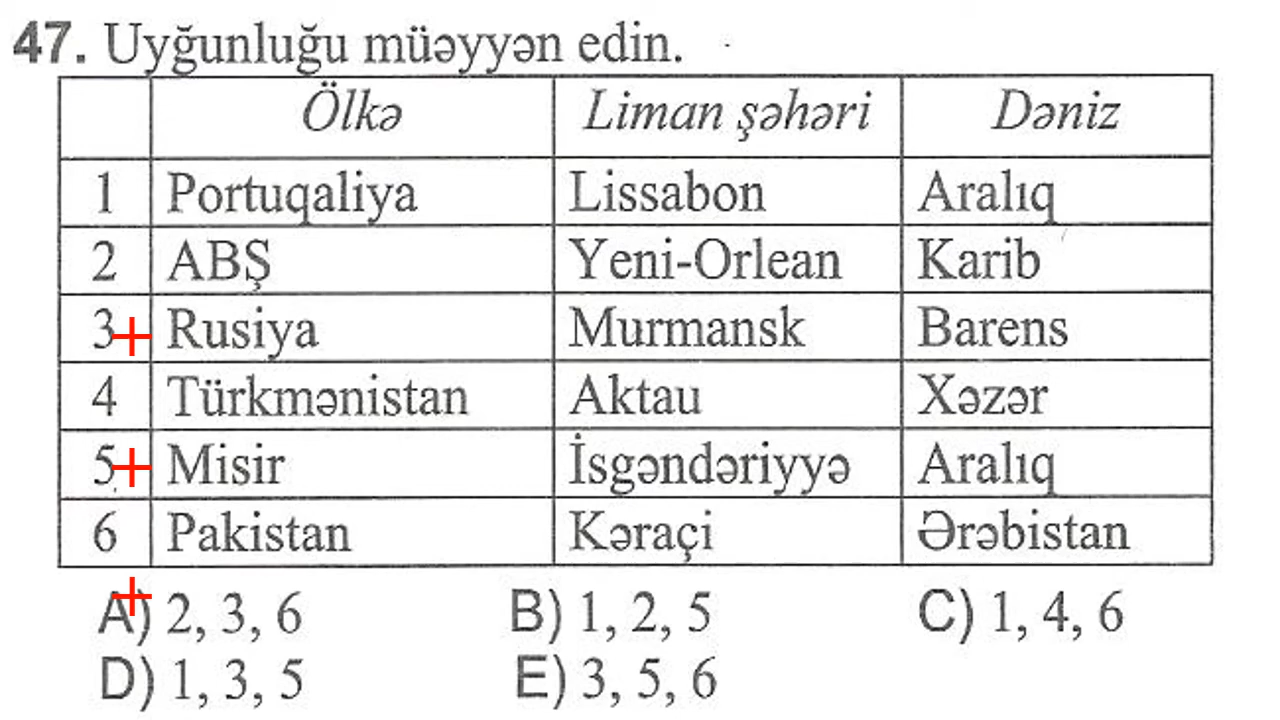 47. Uyğunluğu müəyyən edin.
Ölkə Liman şəhəri Dəniz
1 Portuqaliya Lissabon Aralıq
2 ABŞ Yeni-Orlean Karib
3 + Rusiya Murmansk Barens
4 Türkmənistan Aktau Xəzər
5 + Misir İsgəndəriyyə Aralıq
6 Pakistan Kəraçi Ərəbistan
+
A) 2, 3, 6 B) 1, 2, 5 C) 1, 4, 6
D) 1, 3, 5 E) 3, 5, 6